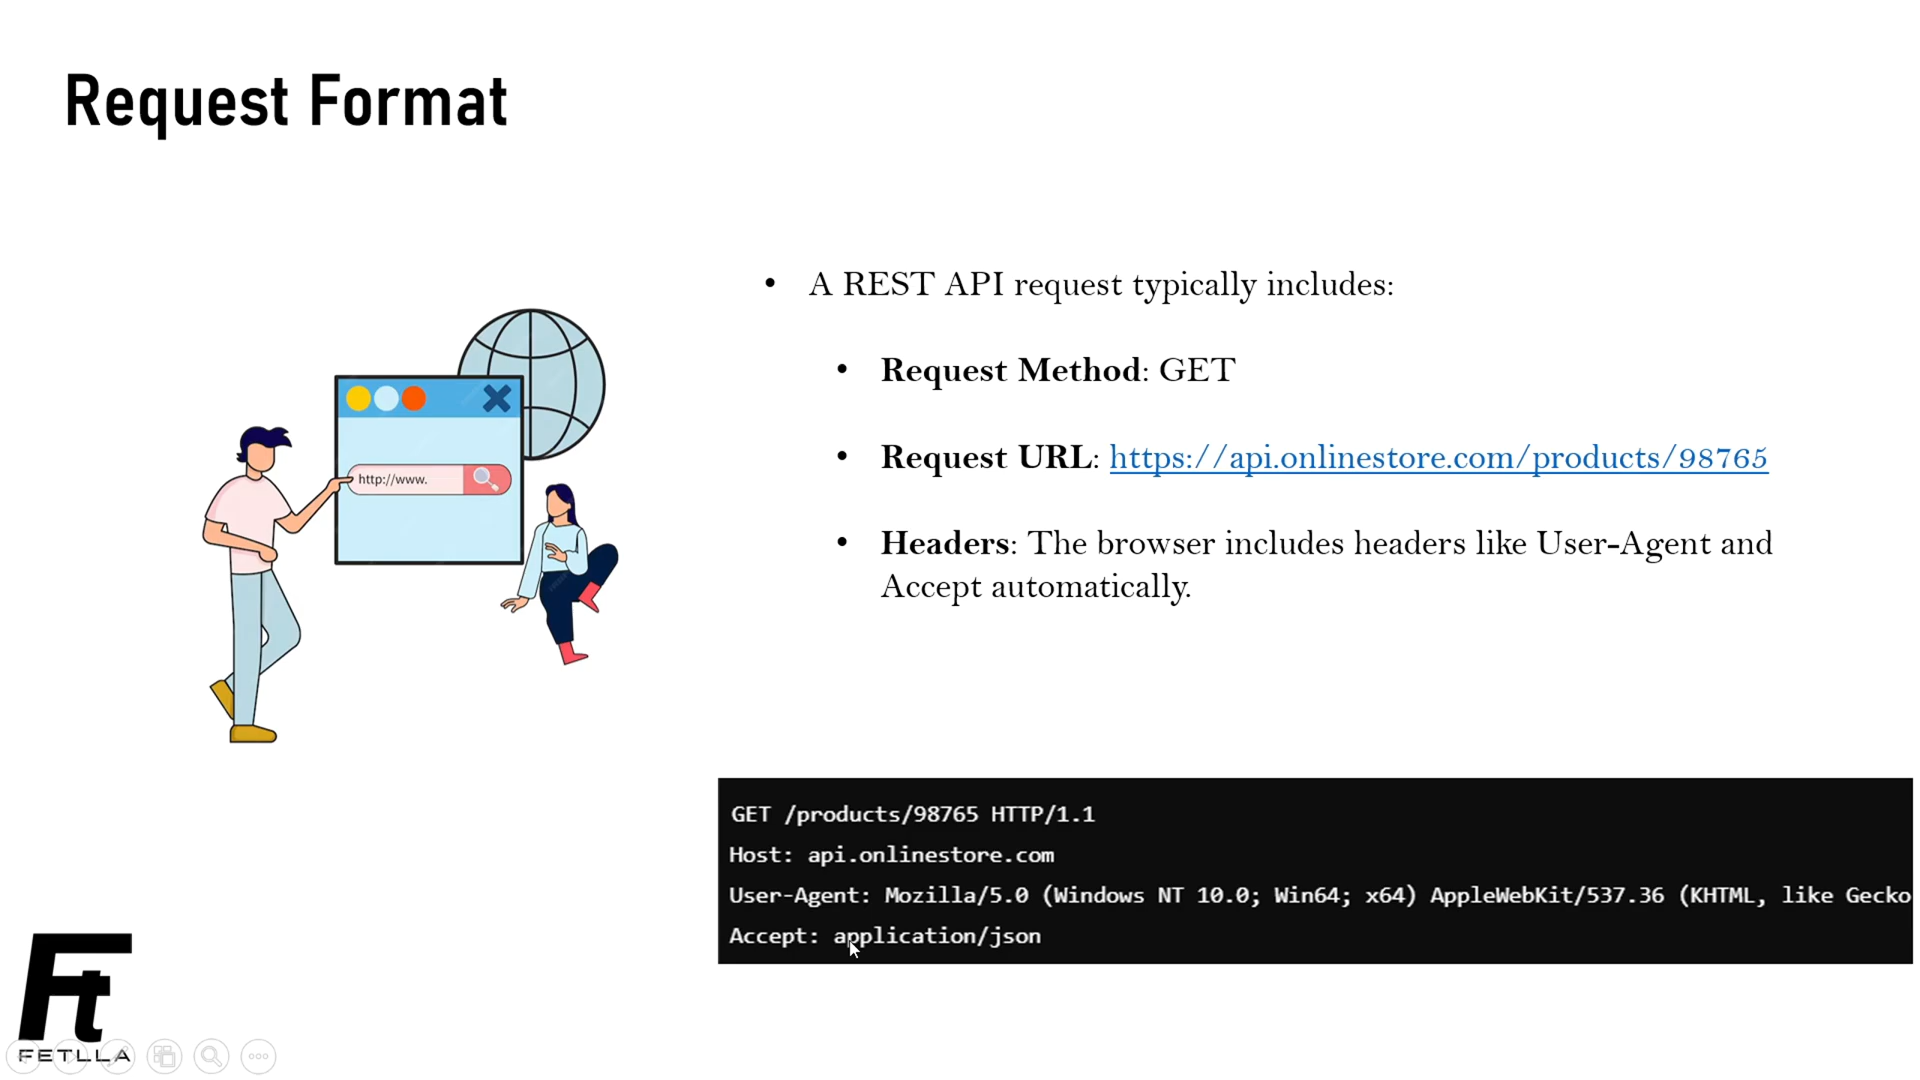 Request Format
• A REST API request typically includes:
• Request Method: GET
• Request URL: https://api.onlinestore.com/products/98765
• Headers: The browser includes headers like User-Agent and
Accept automatically.
http://www.
GET /products/98765 HTTP/1.1
Host: api.onlinestore.com
User-Agent: Mozilla/5.0 (Windows NT 10.0; Win64; x64) AppleWebKit/537.36 (KHTML, like Gecko
Accept: application/json
Ft
FETLLA